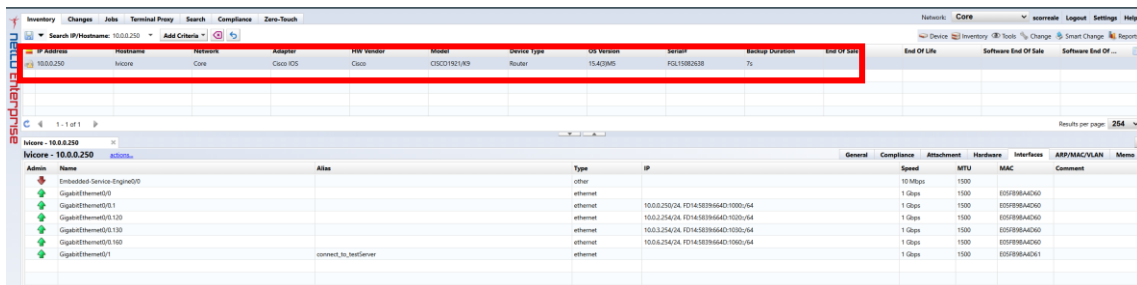 Inventory Changes Jobs Terminal Proxy Search Compliance Zero-Touch Network: Core scorreale Logout Settings Help
Search IP/Hostname: 10.0.0.250 Add Criteria Device Inventory Tools Change Smart Change Reports
IP Address Hostname Network Adapter HW Vendor Model Device Type OS Version Serial# Backup Duration End Of Sale End Of Life Software End Of Sale Software End Of ...
10.0.0.250 lvicore Core Cisco IOS Cisco CISCO1921/K9 Router 15.4(3)M5 FGL15082638 7s
netLD Enterprise
1 - 1 of 1 Results per page: 254
lvicore - 10.0.0.250
lvicore - 10.0.0.250 actions... General Compliance Attachment Hardware Interfaces ARP/MAC/VLAN Memo
Admin Name Alias Type IP Speed MTU MAC Comment
Embedded-Service-Engine0/0 other 10 Mbps 1500
GigabitEthernet0/0 ethernet 1 Gbps 1500 E05FB98A4D60
GigabitEthernet0/0.1 ethernet 10.0.0.250/24, FD14:5839:664D:1000::/64 1 Gbps 1500 E05FB98A4D60
GigabitEthernet0/0.120 ethernet 10.0.2.254/24, FD14:5839:664D:1020::/64 1 Gbps 1500 E05FB98A4D60
GigabitEthernet0/0.130 ethernet 10.0.3.254/24, FD14:5839:664D:1030::/64 1 Gbps 1500 E05FB98A4D60
GigabitEthernet0/0.160 ethernet 10.0.6.254/24, FD14:5839:664D:1060::/64 1 Gbps 1500 E05FB98A4D60
GigabitEthernet0/1 connect_to_testServer ethernet 1 Gbps 1500 E05FB98A4D61